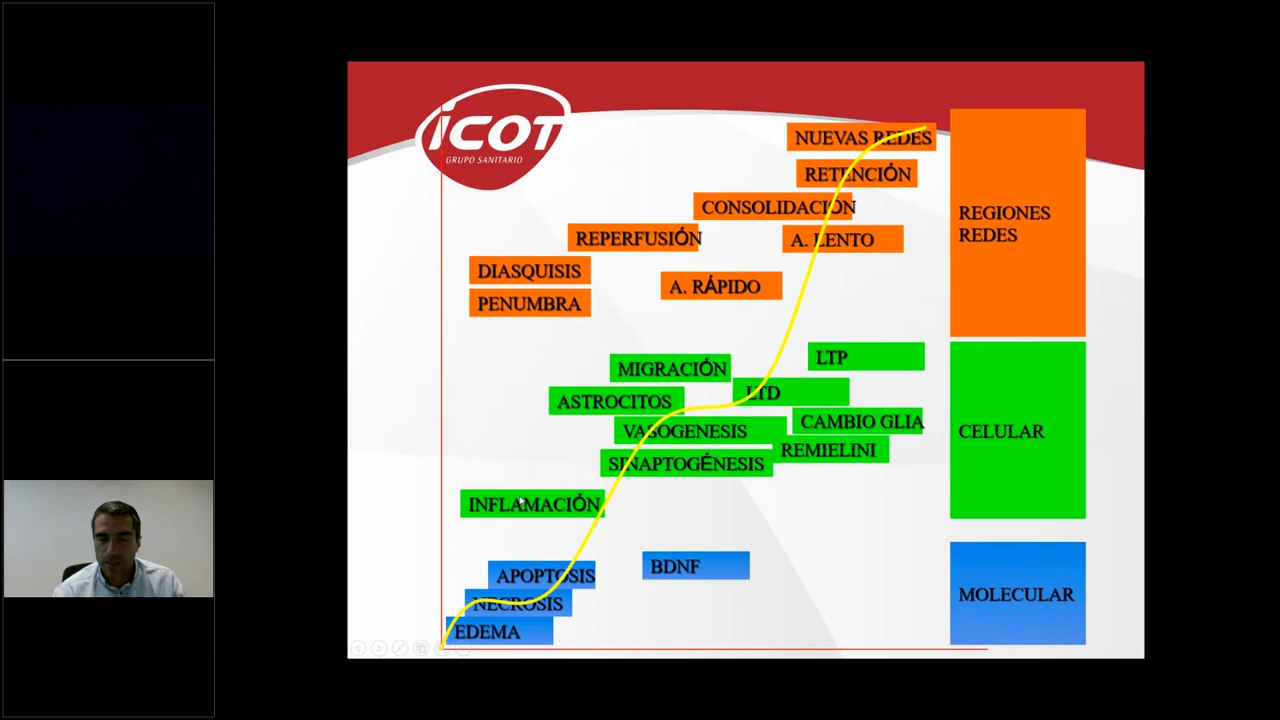 iCOT
GRUPO SANITARIO
NUEVAS REDES
RETENCIÓN
CONSOLIDACIÓN
REPERFUSIÓN
A. LENTO
DIASQUISIS
A. RÁPIDO
PENUMBRA
REGIONES
REDES
MIGRACIÓN
LTP
ASTROCITOS
LTD
VASOGENESIS
CAMBIO GLIA
SINAPTOGÉNESIS
REMIELINI
CELULAR
INFLAMACIÓN
APOPTOSIS
BDNF
NECROSIS
EDEMA
MOLECULAR